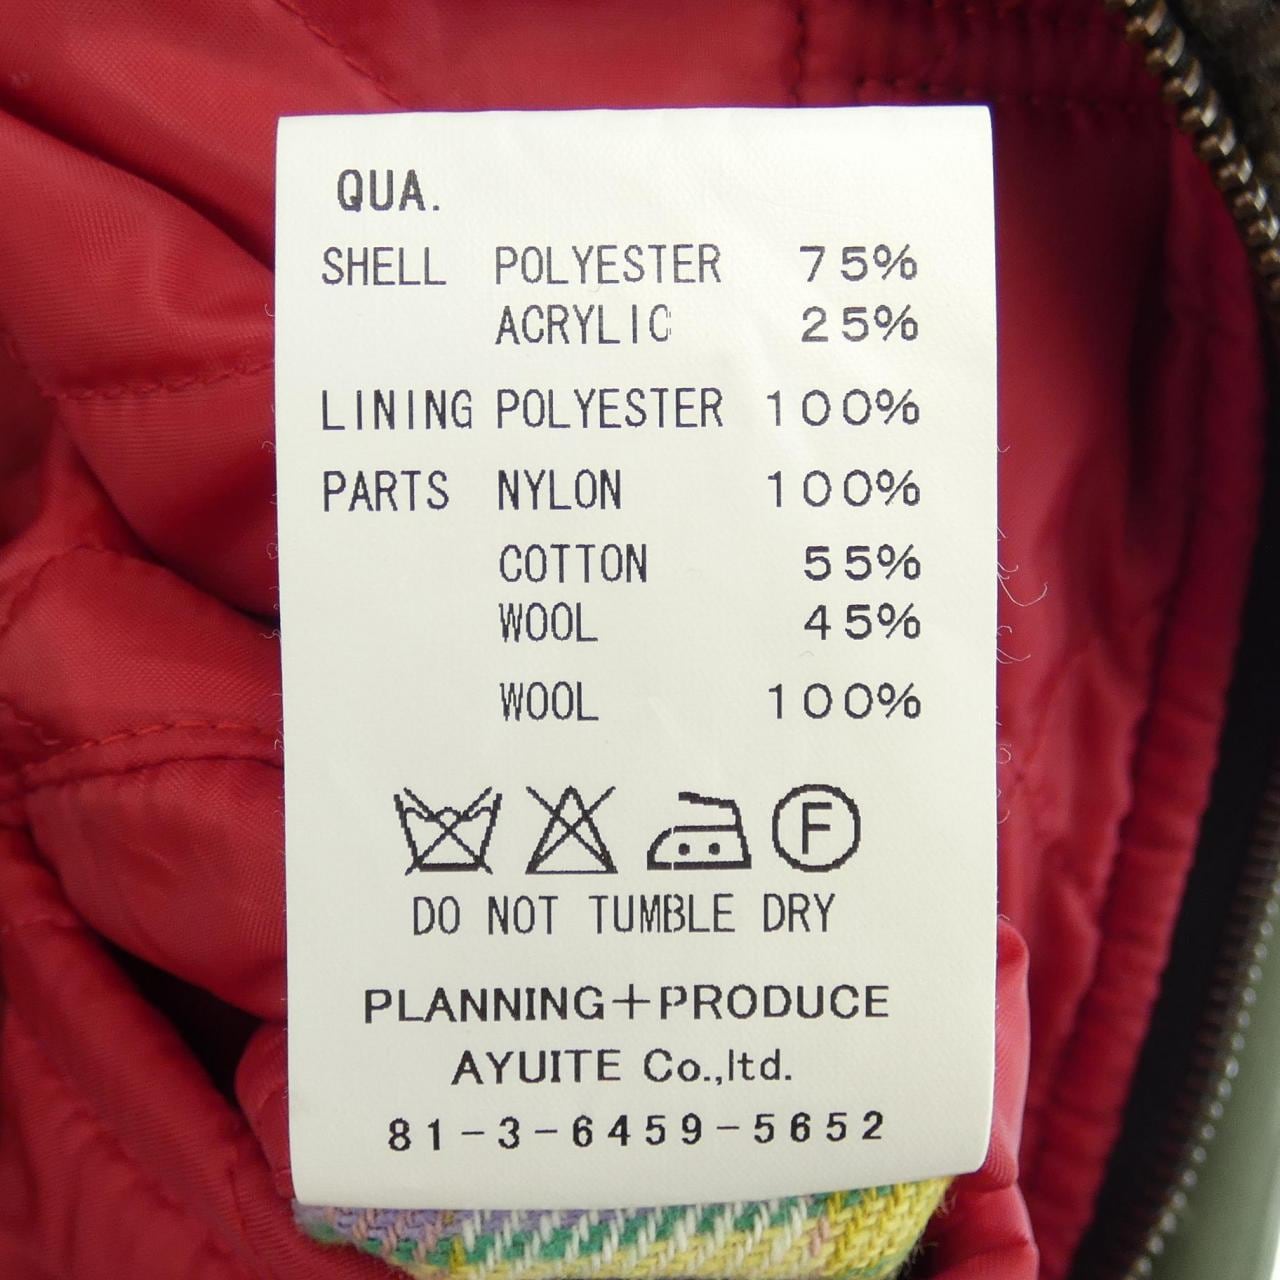 QUA.
SHELL POLYESTER 75%
ACRYLIC 25%
LINING POLYESTER 100%
PARTS NYLON 100%
COTTON 55%
WOOL 45%
WOOL 100%
F
DO NOT TUMBLE DRY
PLANNING+PRODUCE
AYUITE Co.,ltd.
81-3-6459-5652